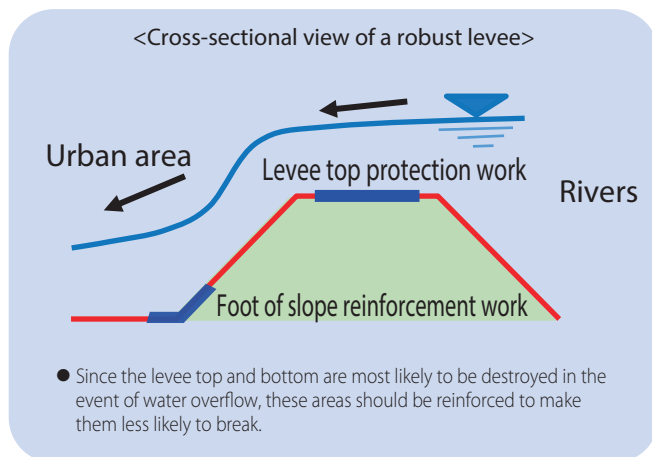 <Cross-sectional view of a robust levee>
Urban area
Levee top protection work
Rivers
Foot of slope reinforcement work
● Since the levee top and bottom are most likely to be destroyed in the
event of water overflow, these areas should be reinforced to make
them less likely to break.